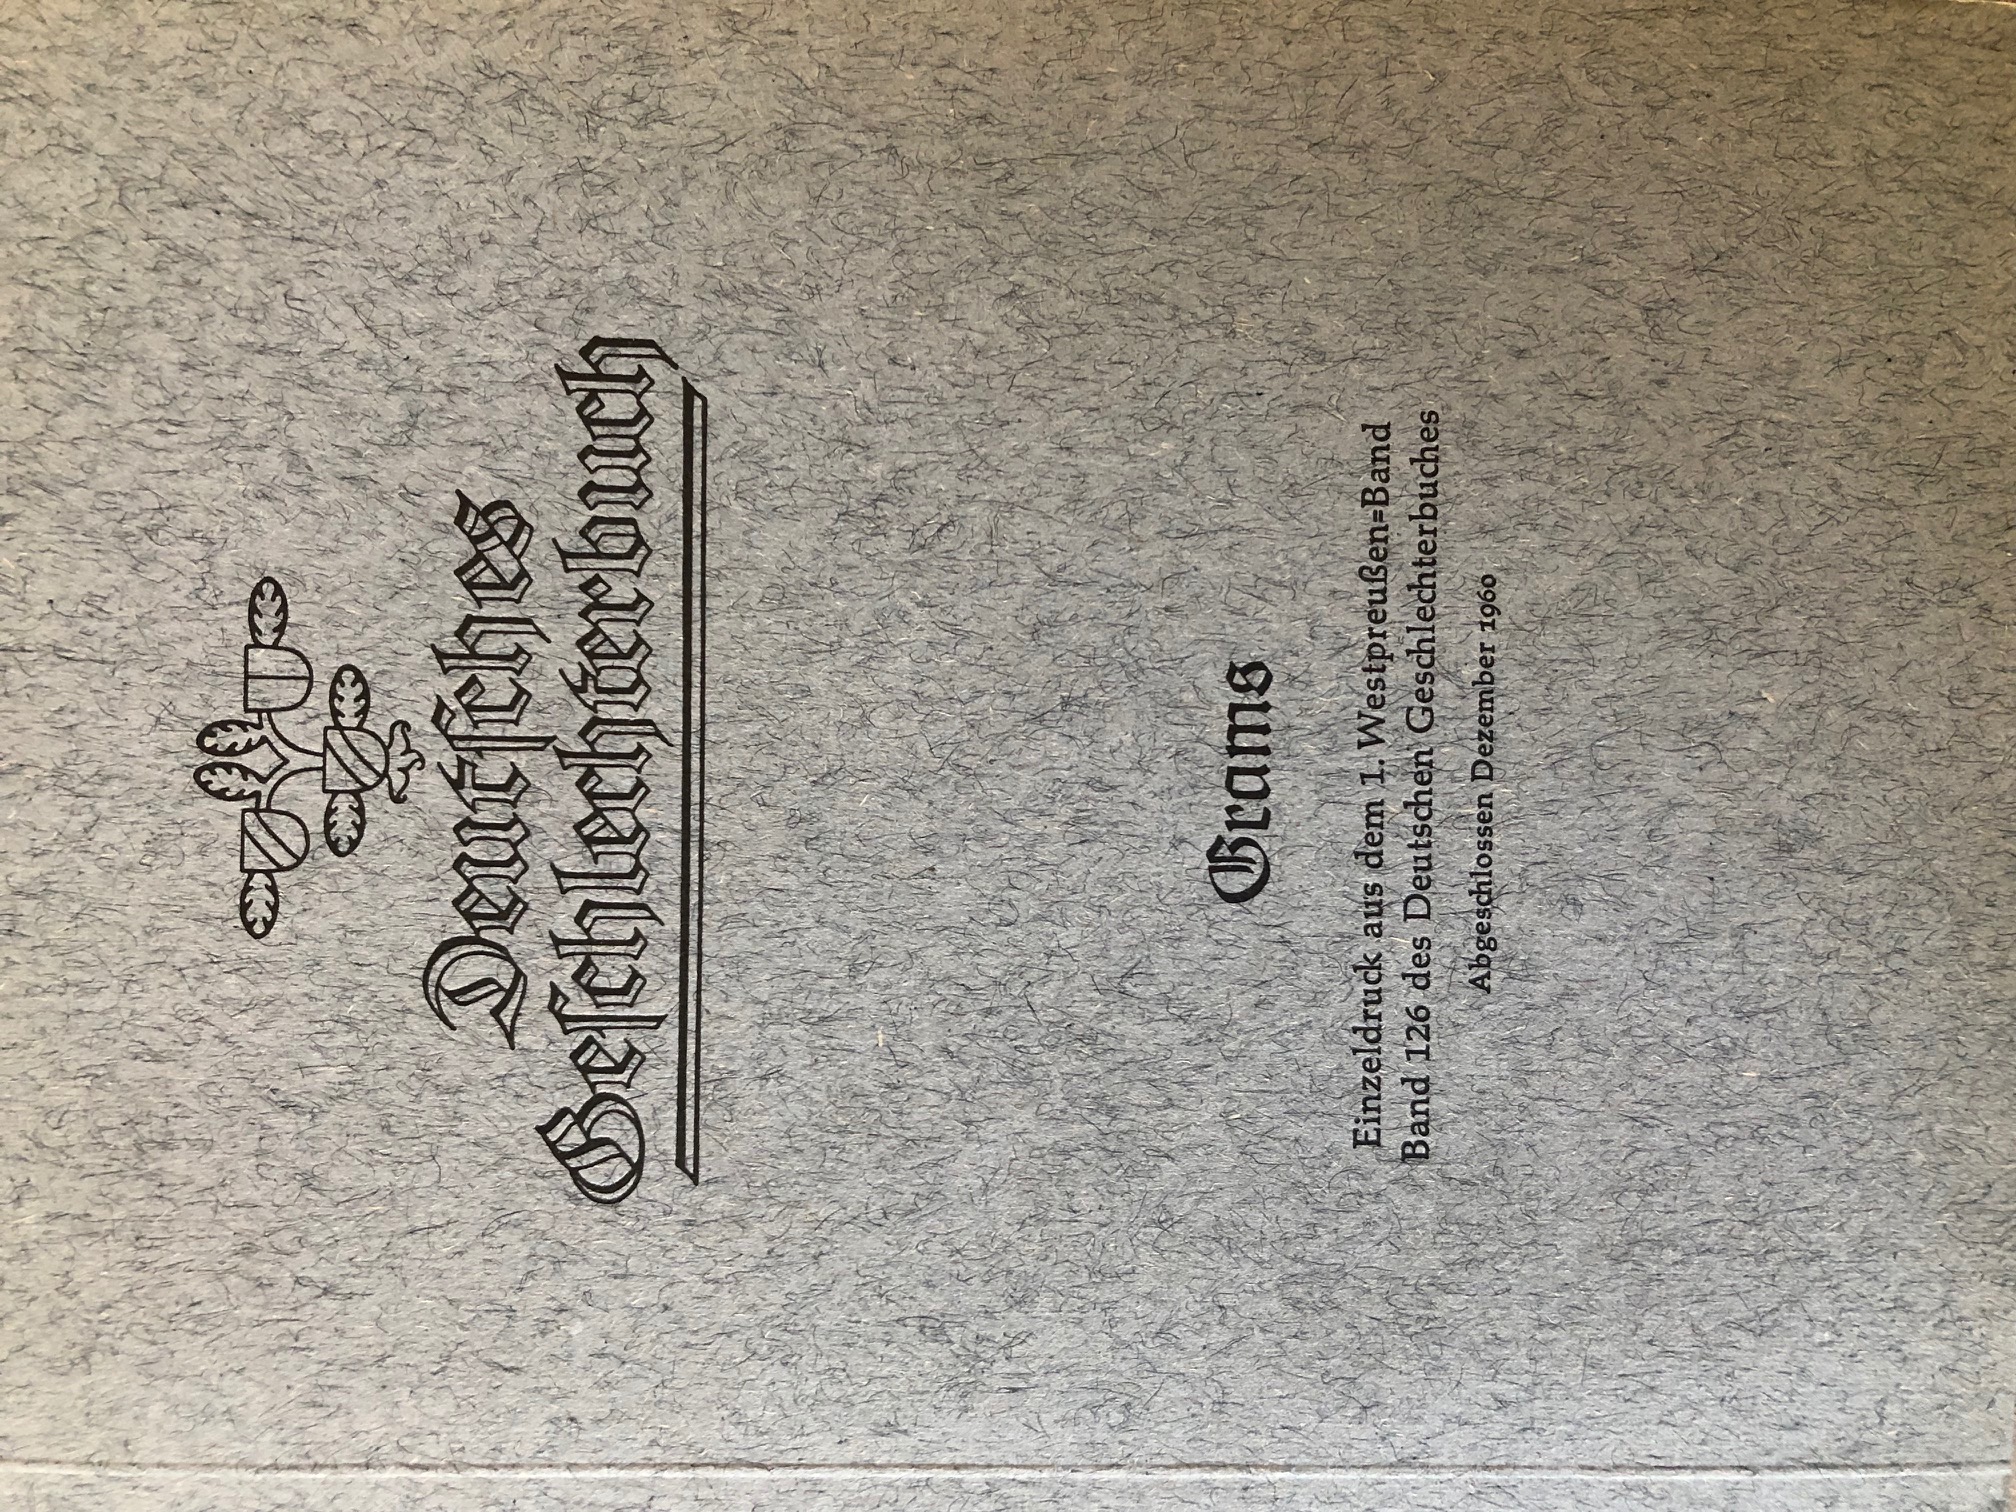 Deutſches
Geſchlechterbuch
Grams
Einzeldruck aus dem 1. Westpreußen=Band
Band 126 des Deutschen Geschlechterbuches
Abgeschlossen Dezember 1960